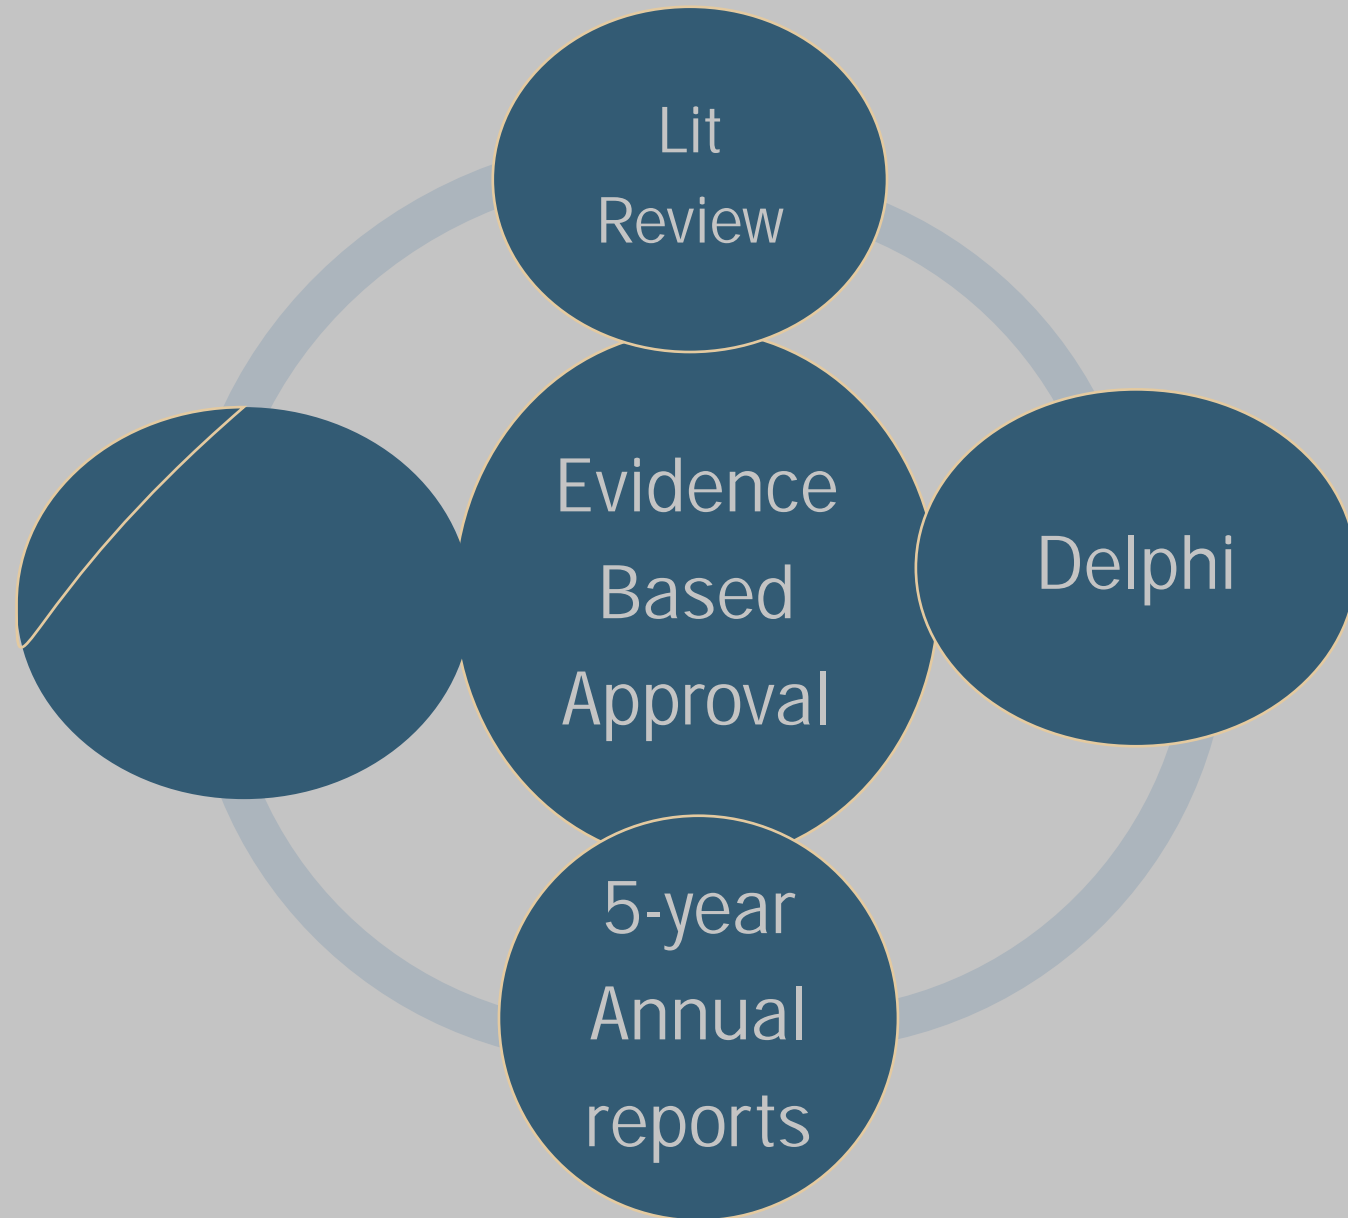 Lit
Review
Evidence
Based
Approval
Delphi
5-year
Annual
reports